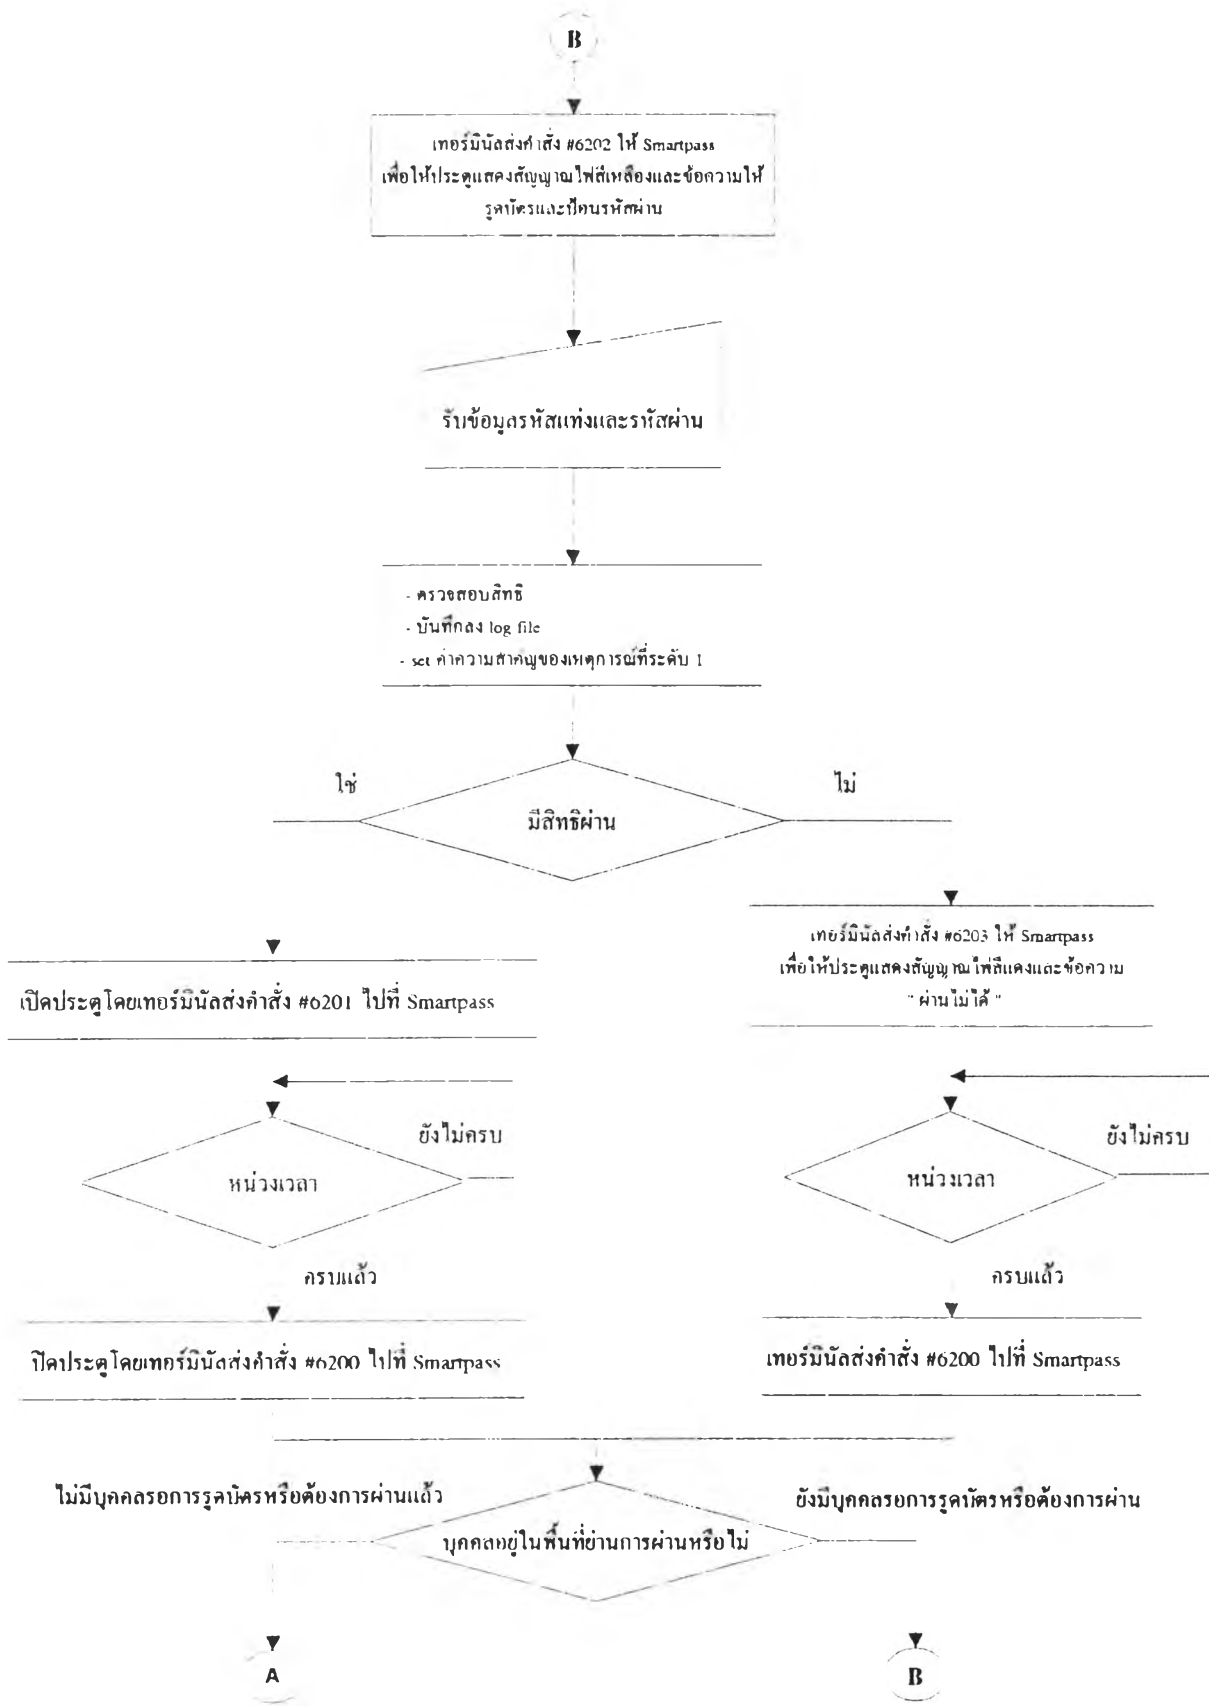 B
เทอร์มินัลส่งคำสั่ง #6202 ให้ Smartpass
เพื่อให้ประตูแสดงสัญญาณไฟสีเหลืองและข้อความให้
รูดบัตรและป้อนรหัสผ่าน
รับข้อมูลรหัสแท่งและรหัสผ่าน
- ตรวจสอบสิทธิ
- บันทึกลง log file
- set ค่าความสำคัญของเหตุการณ์ที่ระดับ 1
ใช่
ไม่
มีสิทธิผ่าน
เทอร์มินัลส่งคำสั่ง #6203 ให้ Smartpass
เพื่อให้ประตูแสดงสัญญาณไฟสีแดงและข้อความ
" ผ่านไม่ได้ "
เปิดประตูโดยเทอร์มินัลส่งคำสั่ง #6201 ไปที่ Smartpass
ยังไม่ครบ
ยังไม่ครบ
หน่วงเวลา
หน่วงเวลา
ครบแล้ว
ครบแล้ว
ปิดประตูโดยเทอร์มินัลส่งคำสั่ง #6200 ไปที่ Smartpass
เทอร์มินัลส่งคำสั่ง #6200 ไปที่ Smartpass
ไม่มีบุคคลรอการรูดบัตรหรือต้องการผ่านแล้ว
ยังมีบุคคลรอการรูดบัตรหรือต้องการผ่าน
บุคคลอยู่ในพื้นที่ย่านการผ่านหรือไม่
A
B